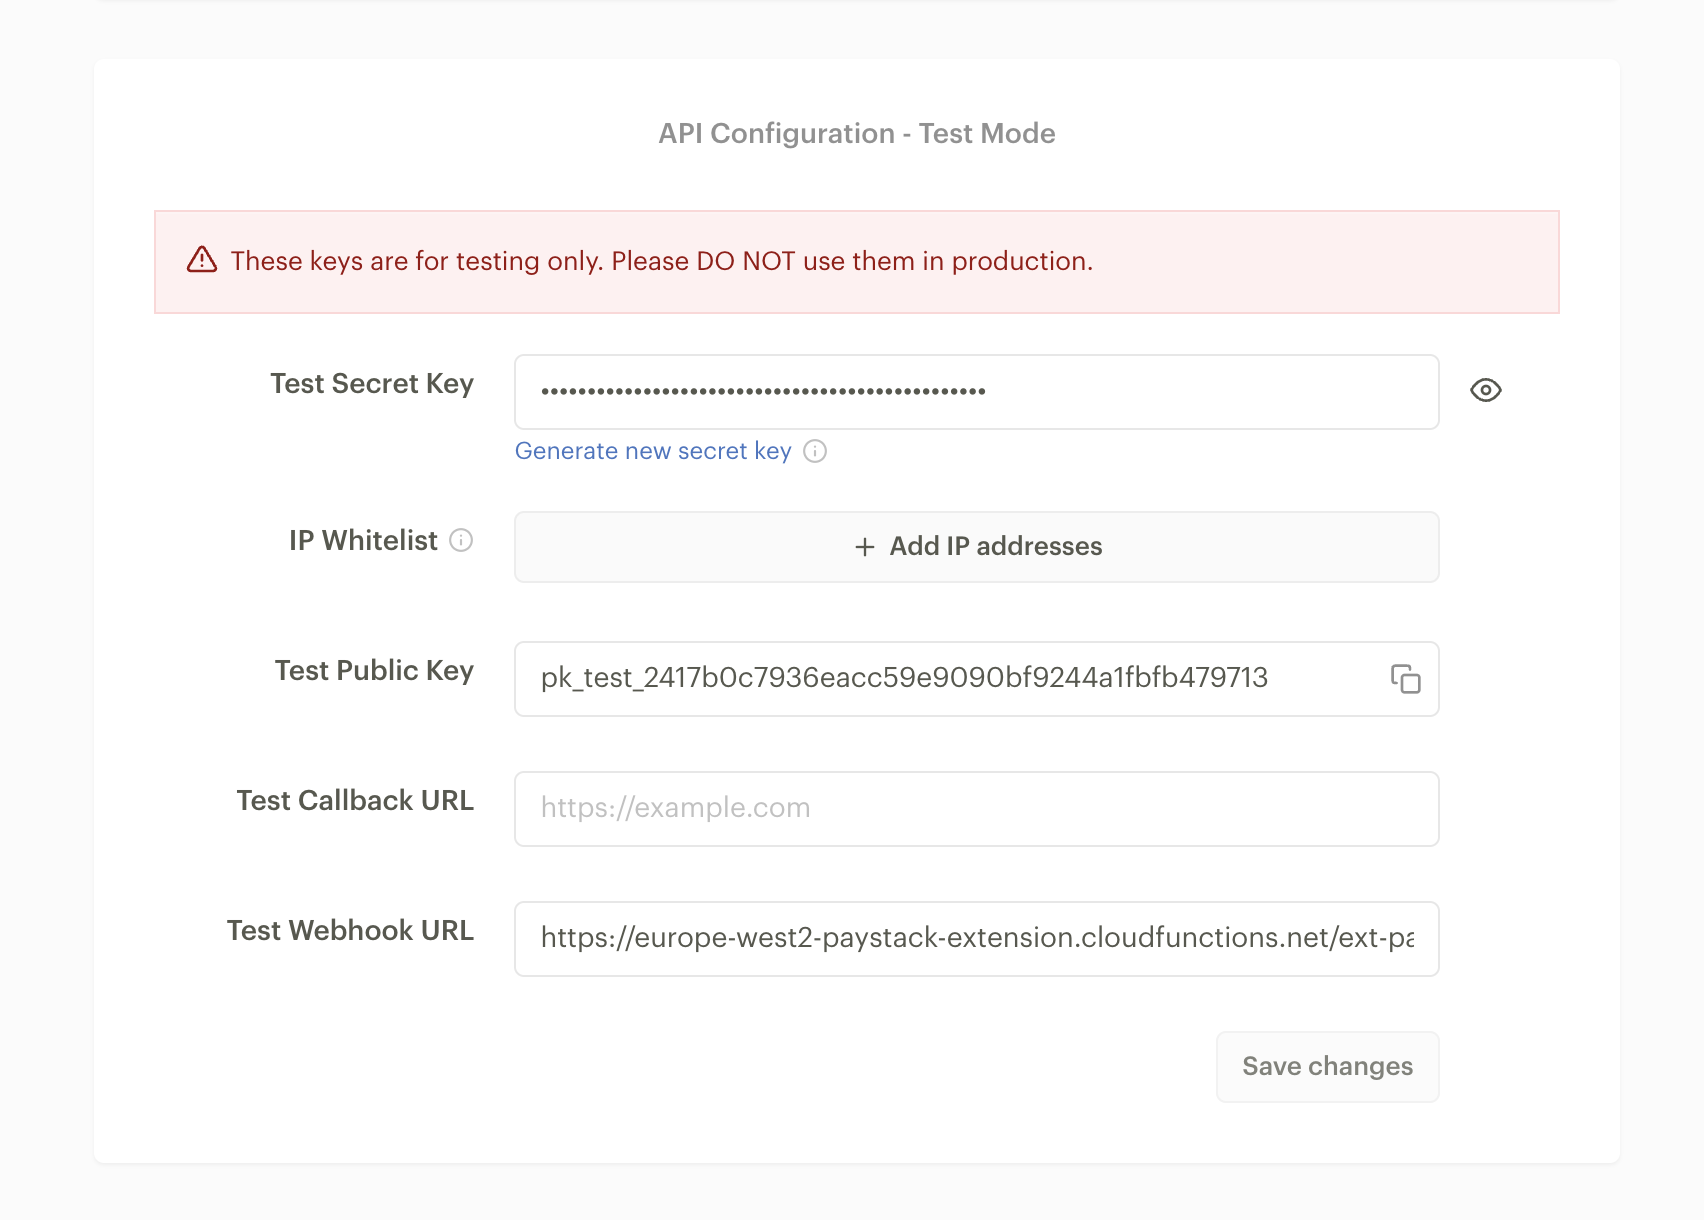 API Configuration - Test Mode
These keys are for testing only. Please DO NOT use them in production.
Test Secret Key
••••••••••••••••••••••••••••••••••••••••••••••••
Generate new secret key
IP Whitelist
+ Add IP addresses
Test Public Key
pk_test_2417b0c7936eacc59e9090bf9244a1fbfb479713
Test Callback URL
https://example.com
Test Webhook URL
https://europe-west2-paystack-extension.cloudfunctions.net/ext-pa
Save changes